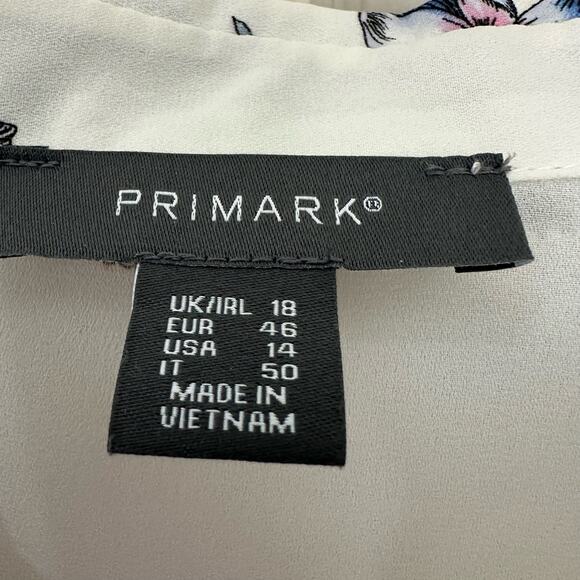 PRIMARK®
UK/IRL 18
EUR 46
USA 14
IT 50
MADE IN
VIETNAM